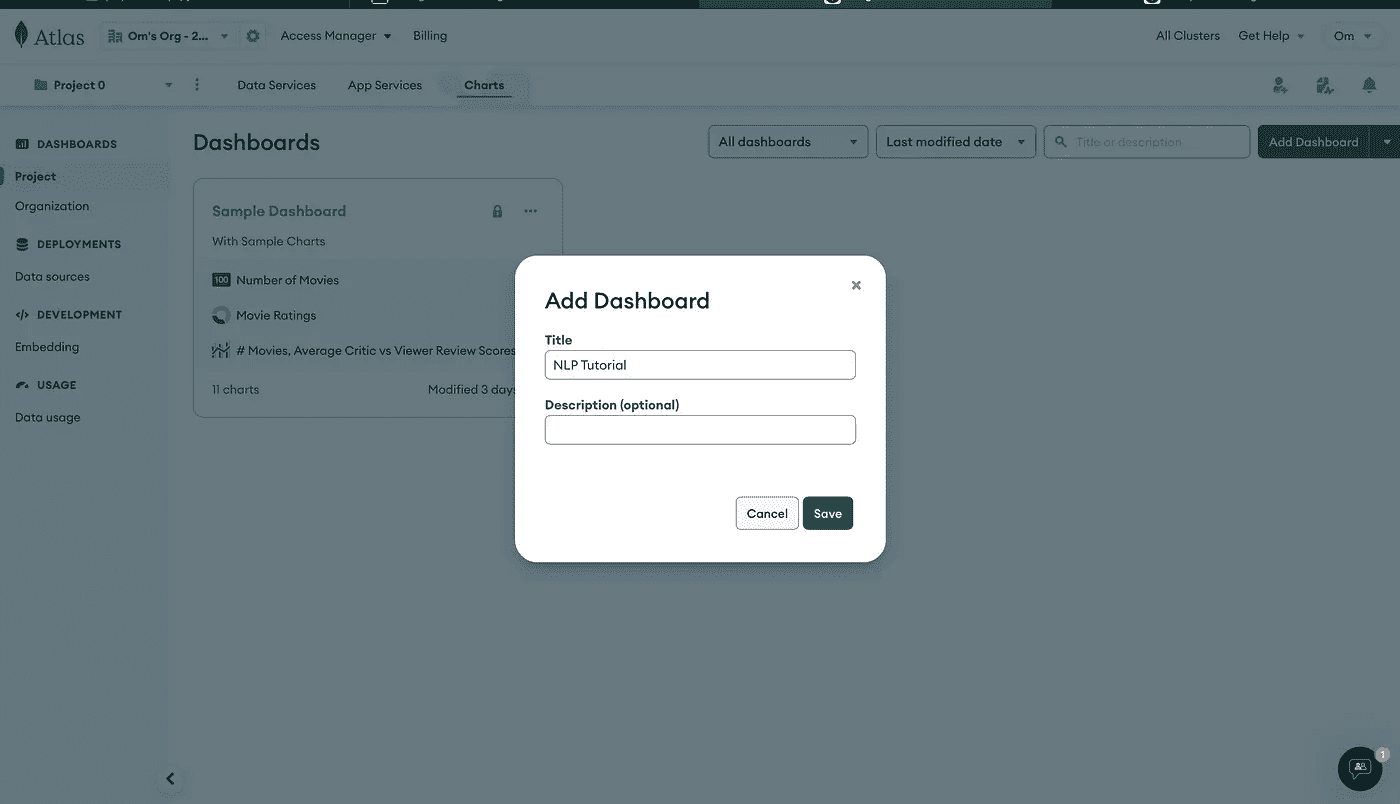 Atlas
Om's Org - 2...
Access Manager
Billing
All Clusters
Get Help
Om
Project 0
Data Services
App Services
Charts
DASHBOARDS
Project
Organization
DEPLOYMENTS
Data sources
DEVELOPMENT
Embedding
USAGE
Data usage
Dashboards
All dashboards
Last modified date
Title or description
Add Dashboard
Sample Dashboard
With Sample Charts
100 Number of Movies
Movie Ratings
# Movies, Average Critic vs Viewer Review Scores
11 charts
Modified 3 days
Add Dashboard
Title
NLP Tutorial
Description (optional)
Cancel
Save
1